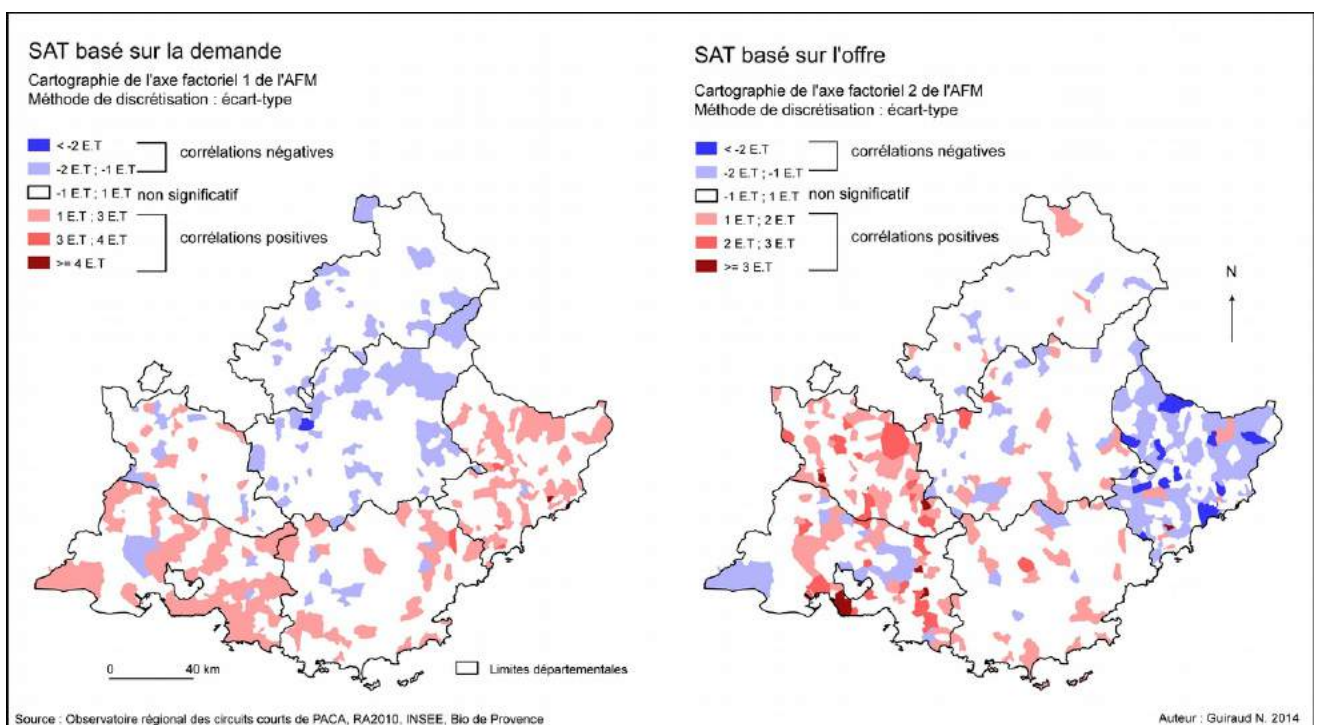 SAT basé sur la demande
Cartographie de l'axe factoriel 1 de l'AFM
Méthode de discrétisation : écart-type
< -2 E.T
-2 E.T ; -1 E.T
corrélations négatives
-1 E.T ; 1 E.T
non significatif
1 E.T ; 3 E.T
3 E.T ; 4 E.T
corrélations positives
>= 4 E.T
0 40 km
Limites départementales
Source : Observatoire régional des circuits courts de PACA, RA2010, INSEE, Bio de Provence
SAT basé sur l'offre
Cartographie de l'axe factoriel 2 de l'AFM
Méthode de discrétisation : écart-type
< -2 E.T
-2 E.T ; -1 E.T
corrélations négatives
-1 E.T ; 1 E.T
non significatif
1 E.T ; 2 E.T
2 E.T ; 3 E.T
corrélations positives
>= 3 E.T
N
Auteur : Guiraud N. 2014